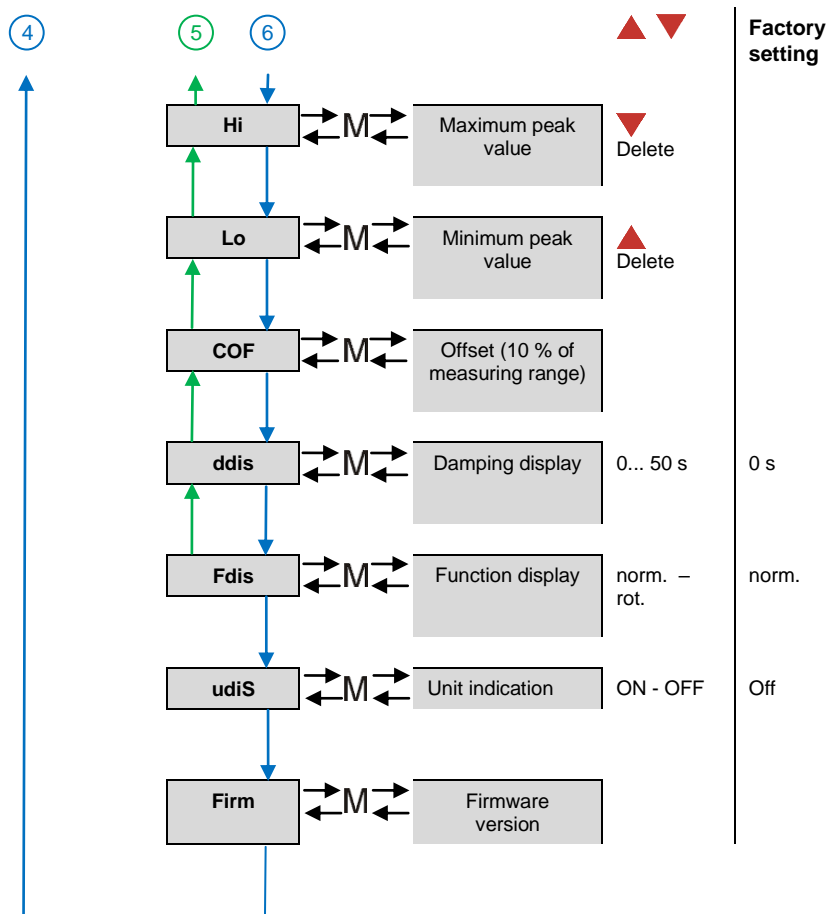 4
5
6
Factory
setting
Hi
M
Maximum peak
value
Delete
Lo
M
Minimum peak
value
Delete
COF
M
Offset (10 % of
measuring range)
ddis
M
Damping display
0... 50 s
0 s
Fdis
M
Function display
norm. –
rot.
norm.
udiS
M
Unit indication
ON - OFF
Off
Firm
M
Firmware
version